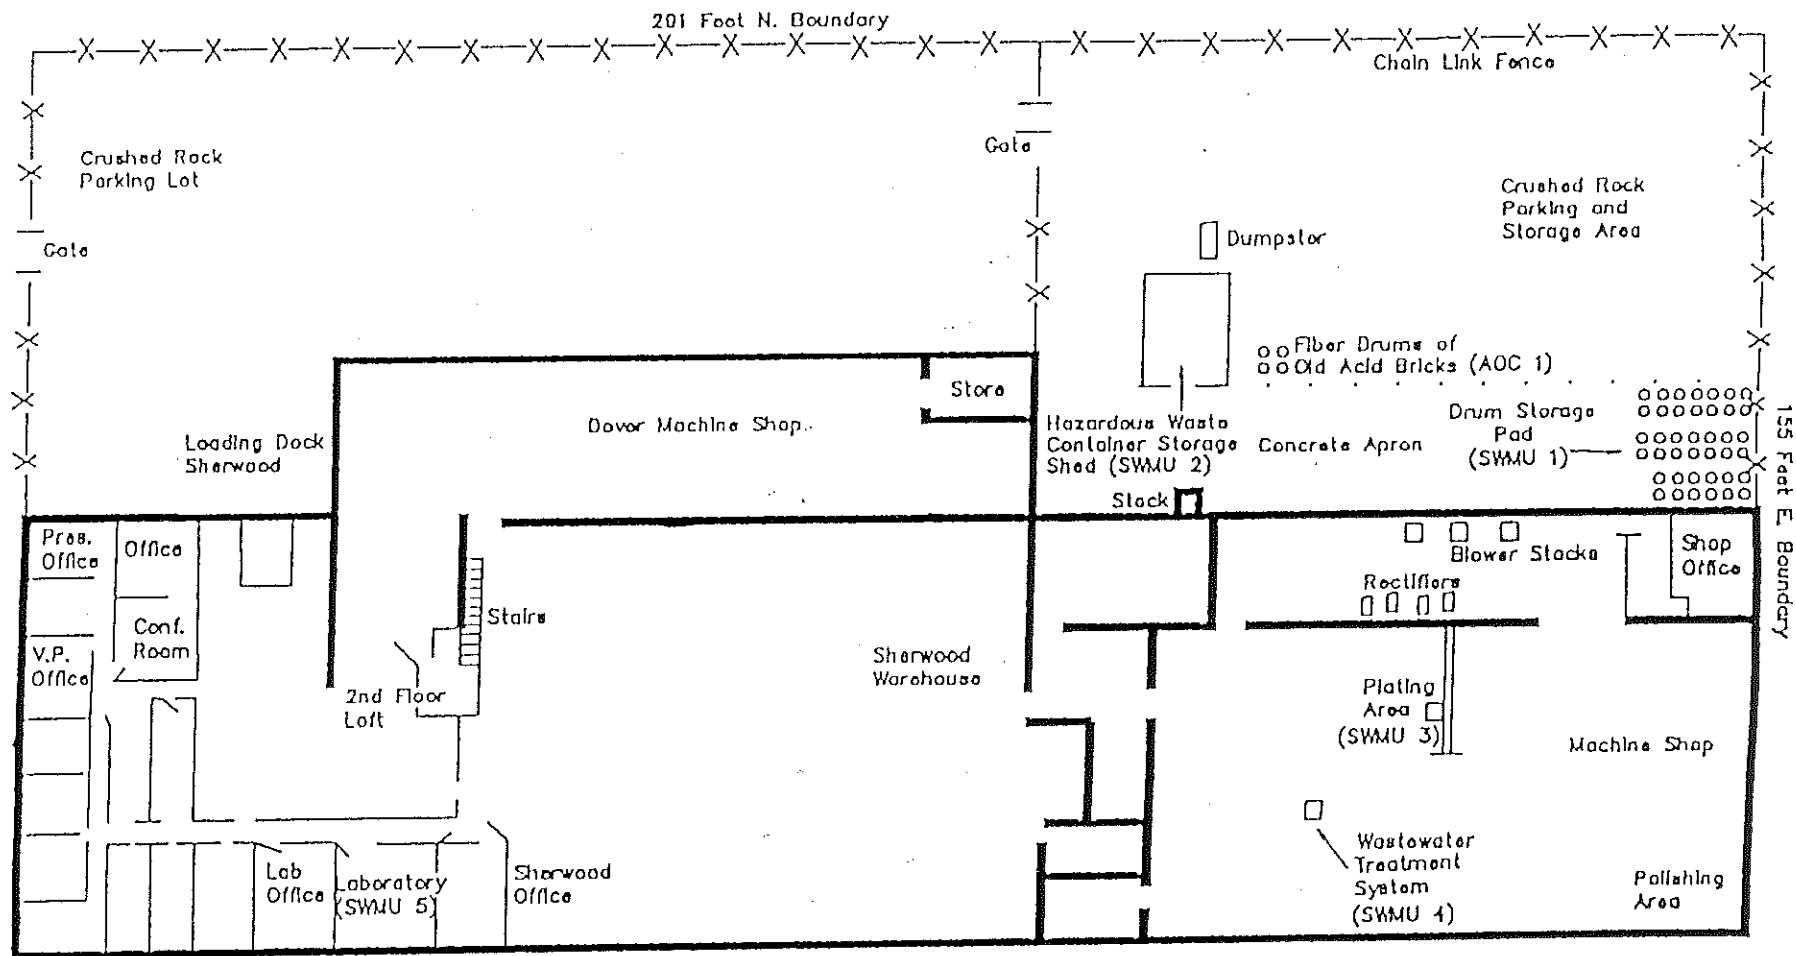 201 Foot N. Boundary
Chain Link Fence
Crushed Rock
Parking Lot
Gate
Gate
Crushed Rock
Parking and
Storage Area
Dumpster
Fiber Drums of
Old Acid Bricks (AOC 1)
Store
Dover Machine Shop
Loading Dock
Sherwood
Hazardous Waste
Container Storage
Shed (SWMU 2)
Concrete Apron
Drum Storage
Pad
(SWMU 1)
155 Feet E. Boundary
Stack
Pres.
Office
Office
Conf.
Room
V.P.
Office
Stairs
2nd Floor
Loft
Sherwood
Warehouse
Blower Stacks
Rectifiers
Shop
Office
Plating
Area
(SWMU 3)
Machine Shop
Lab
Office
Laboratory
(SWMU 5)
Sherwood
Office
Wastewater
Treatment
System
(SWMU 4)
Polishing
Area